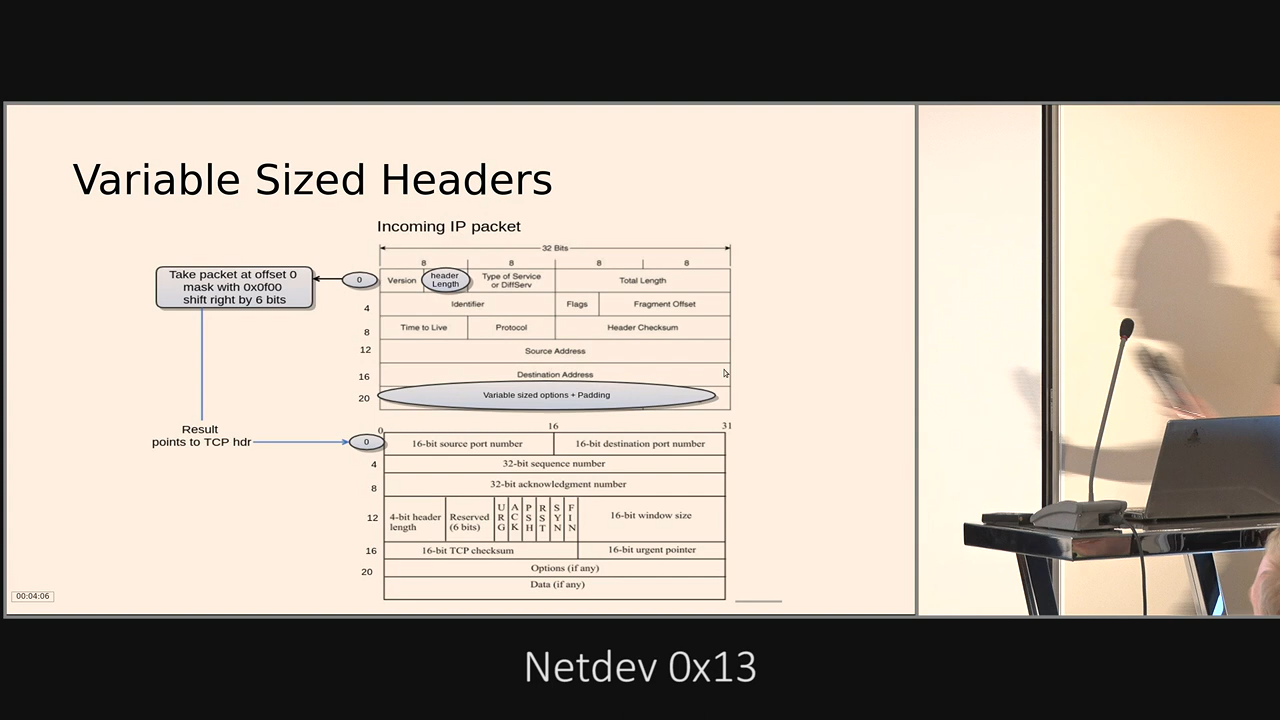 Variable Sized Headers
Incoming IP packet
32 Bits
8 8 8 8
Take packet at offset 0
mask with 0x0f00
shift right by 6 bits
0
Version
header
Length
Type of Service
or DiffServ
Total Length
4
Identifier
Flags
Fragment Offset
8
Time to Live
Protocol
Header Checksum
12
Source Address
16
Destination Address
20
Variable sized options + Padding
0 16 31
Result
points to TCP hdr
0
16-bit source port number
16-bit destination port number
4
32-bit sequence number
8
32-bit acknowledgment number
12
4-bit header
length
Reserved
(6 bits)
URG
ACK
PSH
RST
SYN
FIN
16-bit window size
16
16-bit TCP checksum
16-bit urgent pointer
20
Options (if any)
Data (if any)
00:04:06
Netdev 0x13